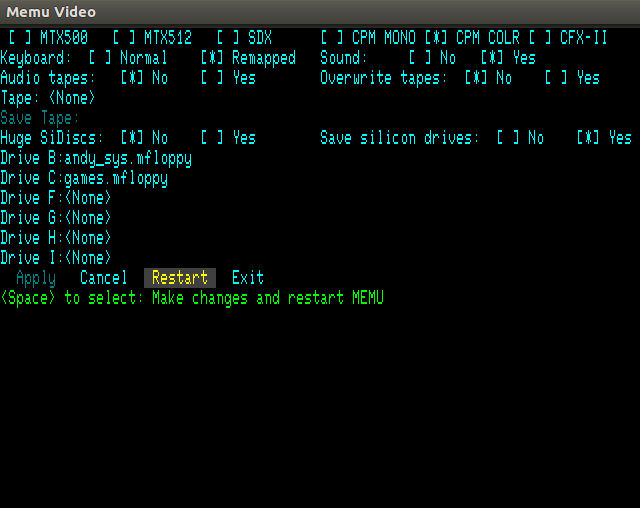 Memu Video
[ ] MTX500 [ ] MTX512 [ ] SDX [ ] CPM MONO [*] CPM COLR [ ] CFX-II
Keyboard: [ ] Normal [*] Remapped Sound: [ ] No [*] Yes
Audio tapes: [*] No [ ] Yes Overwrite tapes: [*] No [ ] Yes
Tape: <None>
Save Tape:
Huge SiDiscs: [*] No [ ] Yes Save silicon drives: [ ] No [*] Yes
Drive B:andy_sys.mfloppy
Drive C:games.mfloppy
Drive F:<None>
Drive G:<None>
Drive H:<None>
Drive I:<None>
Apply Cancel Restart Exit
<Space> to select: Make changes and restart MEMU